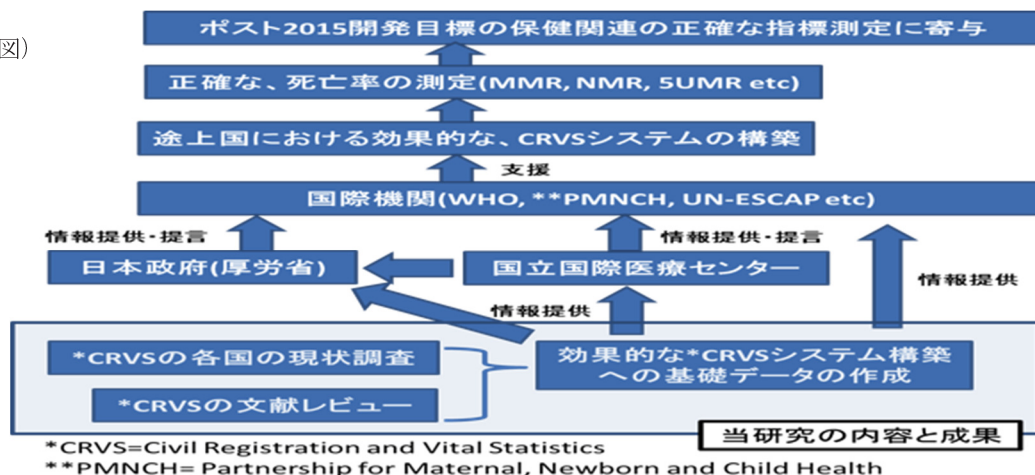 ポスト2015開発目標の保健関連の正確な指標測定に寄与
図)
正確な、死亡率の測定(MMR, NMR, 5UMR etc)
途上国における効果的な、CRVSシステムの構築
支援
国際機関(WHO, **PMNCH, UN-ESCAP etc)
情報提供・提言
情報提供・提言
日本政府(厚労省)
国立国際医療センター
情報提供
情報提供
*CRVSの各国の現状調査
効果的な*CRVSシステム構築
への基礎データの作成
*CRVSの文献レビュー
当研究の内容と成果
*CRVS=Civil Registration and Vital Statistics
**PMNCH= Partnership for Maternal, Newborn and Child Health